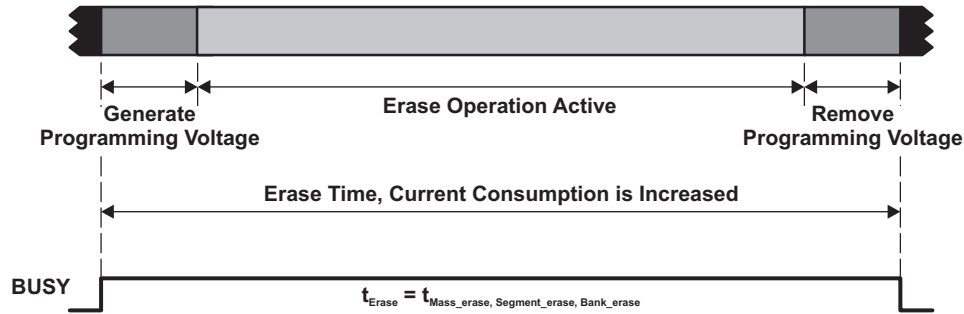 Generate
Programming Voltage
Erase Operation Active
Remove
Programming Voltage
Erase Time, Current Consumption is Increased
BUSY
tErase = tMass_erase, Segment_erase, Bank_erase